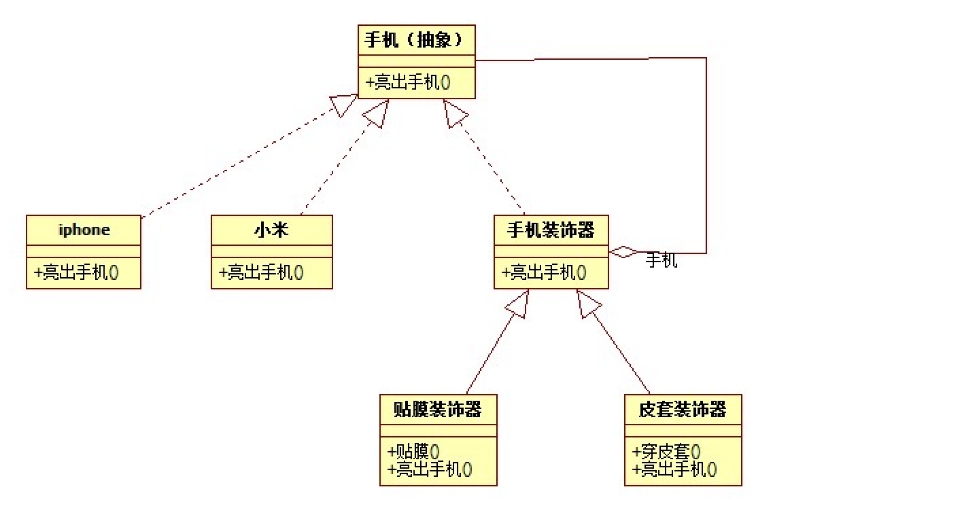 手机（抽象）
+亮出手机()
iphone
+亮出手机()
小米
+亮出手机()
手机装饰器
+亮出手机()
手机
贴膜装饰器
+贴膜()
+亮出手机()
皮套装饰器
+穿皮套()
+亮出手机()